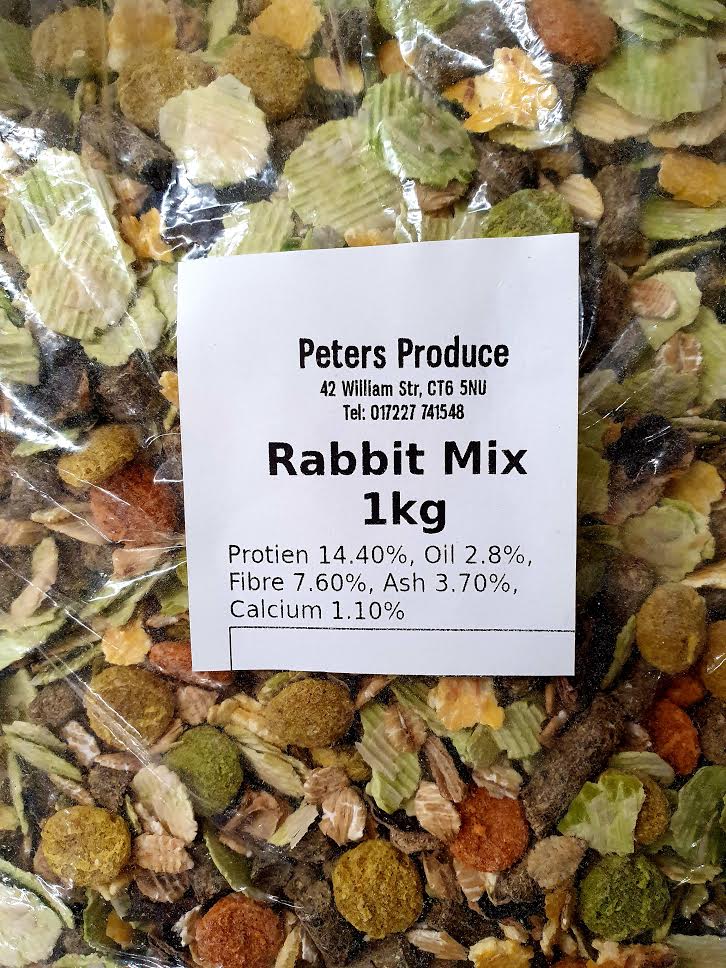 Peters Produce
42 William Str, CT6 5NU
Tel: 017227 741548
Rabbit Mix
1kg
Protien 14.40%, Oil 2.8%,
Fibre 7.60%, Ash 3.70%,
Calcium 1.10%